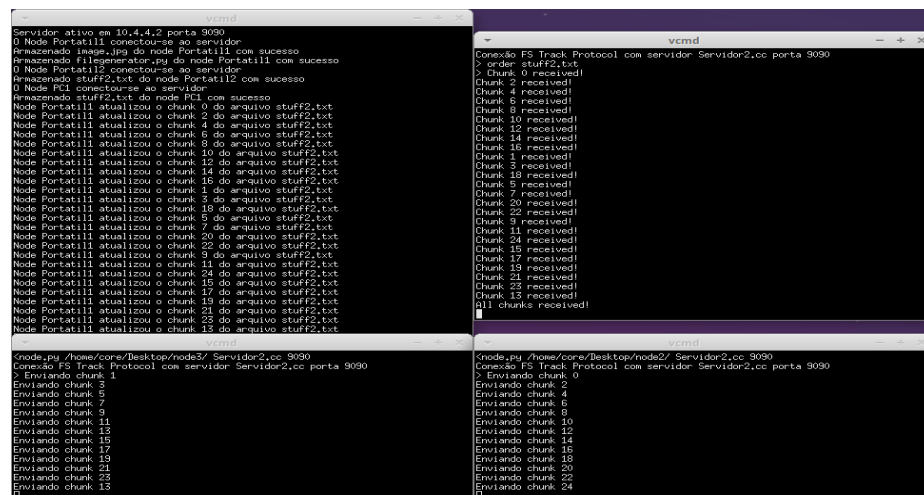 vcmd
Servidor ativo em 10.4.4.2 porta 9090
O Node Portatil1 conectou-se ao servidor
Armazenado image.jpg do node Portatil1 com sucesso
Armazenado filegenerator.py do node Portatil1 com sucesso
O Node Portatil2 conectou-se ao servidor
Armazenado stuff2.txt do node Portatil2 com sucesso
O Node PC1 conectou-se ao servidor
Armazenado stuff2.txt do node PC1 com sucesso
Node Portatil1 atualizou o chunk 0 do arquivo stuff2.txt
Node Portatil1 atualizou o chunk 2 do arquivo stuff2.txt
Node Portatil1 atualizou o chunk 4 do arquivo stuff2.txt
Node Portatil1 atualizou o chunk 6 do arquivo stuff2.txt
Node Portatil1 atualizou o chunk 8 do arquivo stuff2.txt
Node Portatil1 atualizou o chunk 10 do arquivo stuff2.txt
Node Portatil1 atualizou o chunk 12 do arquivo stuff2.txt
Node Portatil1 atualizou o chunk 14 do arquivo stuff2.txt
Node Portatil1 atualizou o chunk 16 do arquivo stuff2.txt
Node Portatil1 atualizou o chunk 1 do arquivo stuff2.txt
Node Portatil1 atualizou o chunk 3 do arquivo stuff2.txt
Node Portatil1 atualizou o chunk 18 do arquivo stuff2.txt
Node Portatil1 atualizou o chunk 5 do arquivo stuff2.txt
Node Portatil1 atualizou o chunk 7 do arquivo stuff2.txt
Node Portatil1 atualizou o chunk 20 do arquivo stuff2.txt
Node Portatil1 atualizou o chunk 22 do arquivo stuff2.txt
Node Portatil1 atualizou o chunk 9 do arquivo stuff2.txt
Node Portatil1 atualizou o chunk 11 do arquivo stuff2.txt
Node Portatil1 atualizou o chunk 24 do arquivo stuff2.txt
Node Portatil1 atualizou o chunk 15 do arquivo stuff2.txt
Node Portatil1 atualizou o chunk 17 do arquivo stuff2.txt
Node Portatil1 atualizou o chunk 19 do arquivo stuff2.txt
Node Portatil1 atualizou o chunk 21 do arquivo stuff2.txt
Node Portatil1 atualizou o chunk 23 do arquivo stuff2.txt
Node Portatil1 atualizou o chunk 13 do arquivo stuff2.txt
vcmd
Conexão FS Track Protocol com servidor Servidor2.cc porta 9090
> order stuff2.txt
> Chunk 0 received!
Chunk 2 received!
Chunk 4 received!
Chunk 6 received!
Chunk 8 received!
Chunk 10 received!
Chunk 12 received!
Chunk 14 received!
Chunk 16 received!
Chunk 1 received!
Chunk 3 received!
Chunk 18 received!
Chunk 5 received!
Chunk 7 received!
Chunk 20 received!
Chunk 22 received!
Chunk 9 received!
Chunk 11 received!
Chunk 24 received!
Chunk 15 received!
Chunk 17 received!
Chunk 19 received!
Chunk 21 received!
Chunk 23 received!
Chunk 13 received!
All chunks received!
vcmd
<node.py /home/core/Desktop/node3/ Servidor2.cc 9090
Conexão FS Track Protocol com servidor Servidor2.cc porta 9090
> Enviando chunk 1
Enviando chunk 3
Enviando chunk 5
Enviando chunk 7
Enviando chunk 9
Enviando chunk 11
Enviando chunk 13
Enviando chunk 15
Enviando chunk 17
Enviando chunk 19
Enviando chunk 21
Enviando chunk 23
Enviando chunk 13
vcmd
<node.py /home/core/Desktop/node2/ Servidor2.cc 9090
Conexão FS Track Protocol com servidor Servidor2.cc porta 9090
> Enviando chunk 0
Enviando chunk 2
Enviando chunk 4
Enviando chunk 6
Enviando chunk 8
Enviando chunk 10
Enviando chunk 12
Enviando chunk 14
Enviando chunk 16
Enviando chunk 18
Enviando chunk 20
Enviando chunk 22
Enviando chunk 24